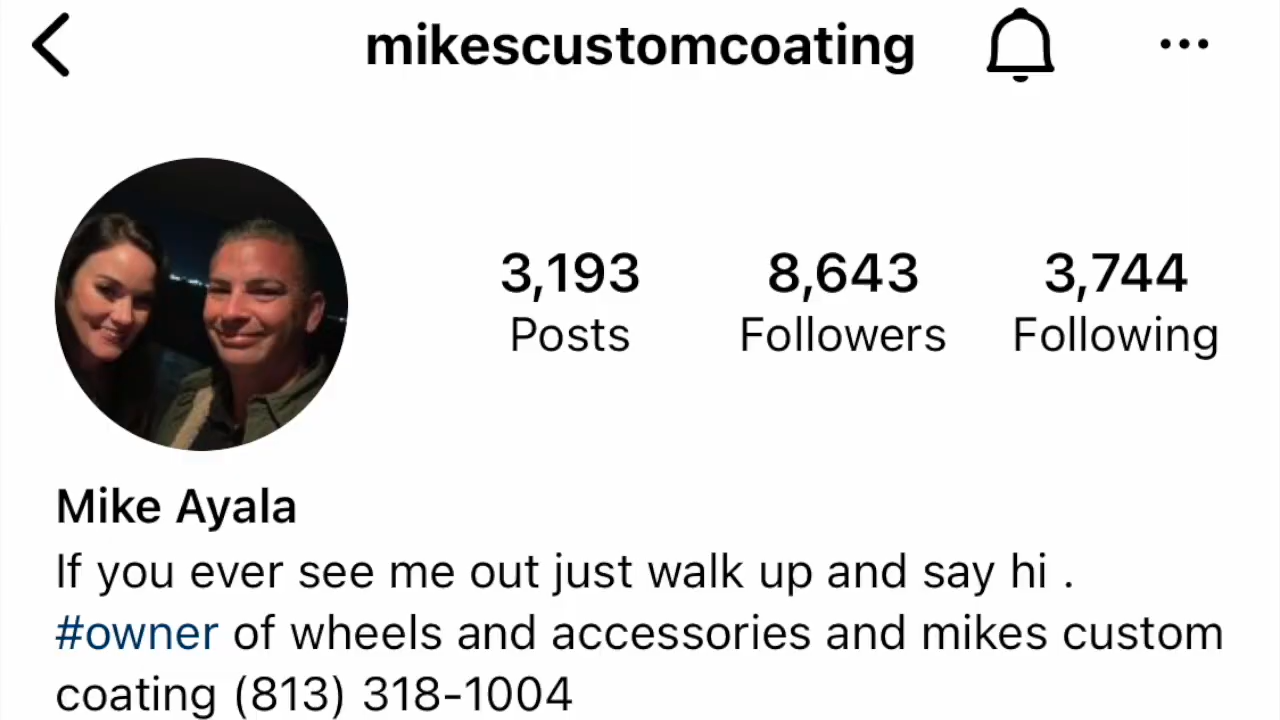 mikescustomcoating
3,193 8,643 3,744
Posts Followers Following
Mike Ayala
If you ever see me out just walk up and say hi .
#owner of wheels and accessories and mikes custom
coating (813) 318-1004